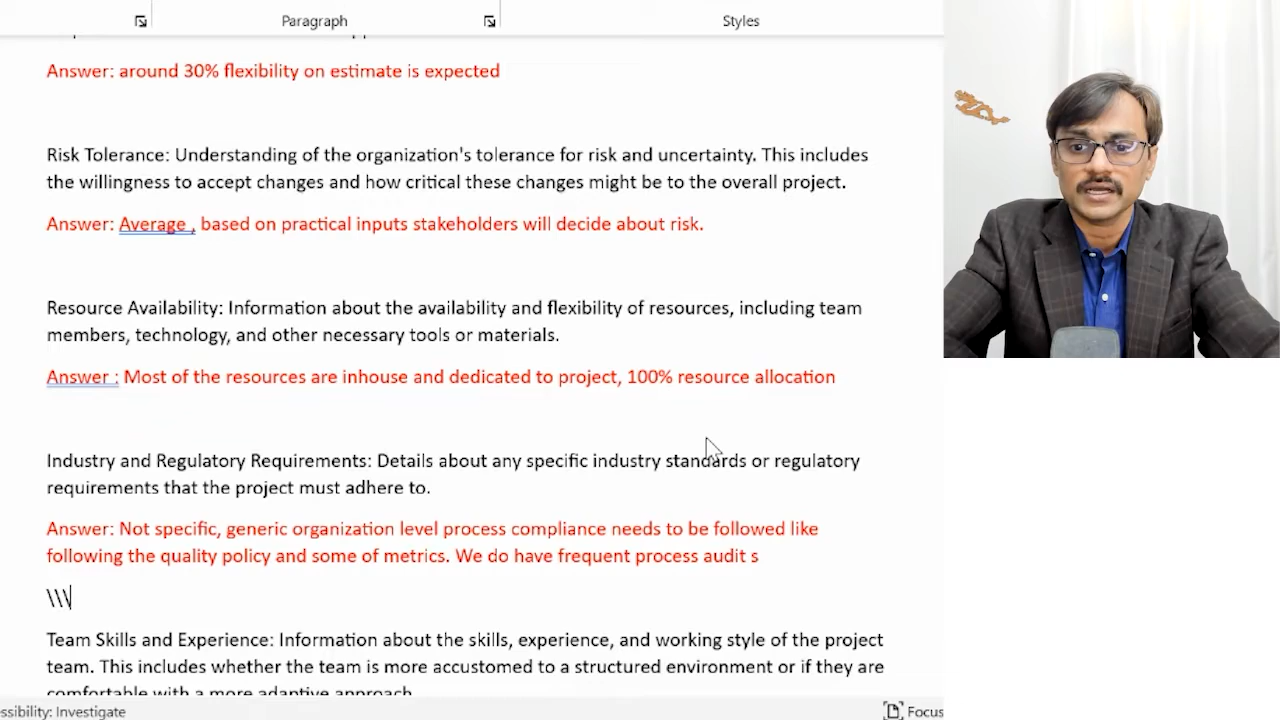 Paragraph
Styles
Answer: around 30% flexibility on estimate is expected
Risk Tolerance: Understanding of the organization's tolerance for risk and uncertainty. This includes
the willingness to accept changes and how critical these changes might be to the overall project.
Answer: Average , based on practical inputs stakeholders will decide about risk.
Resource Availability: Information about the availability and flexibility of resources, including team
members, technology, and other necessary tools or materials.
Answer : Most of the resources are inhouse and dedicated to project, 100% resource allocation
Industry and Regulatory Requirements: Details about any specific industry standards or regulatory
requirements that the project must adhere to.
Answer: Not specific, generic organization level process compliance needs to be followed like
following the quality policy and some of metrics. We do have frequent process audit s
\\\
Team Skills and Experience: Information about the skills, experience, and working style of the project
team. This includes whether the team is more accustomed to a structured environment or if they are
comfortable with a more adaptive approach
ssibility: Investigate
Focus